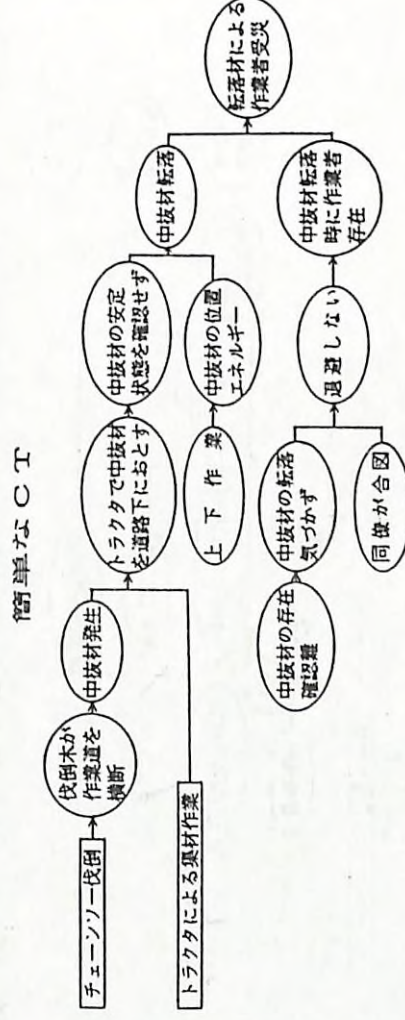 簡単なCT
チェーンソー伐倒
伐倒木が
作業道を
横断
中抜材発生
トラクタによる集材作業
トラクタで中抜材
を道路下におとす
中抜材の安定
状態を確認せず
上下作業
中抜材の位置
エネルギー
中抜材転落
中抜材の存在
確認難
中抜材の転落
気づかず
同僚が合図
退避しない
中抜材転落
時に作業者
存在
転落材による
作業者受災